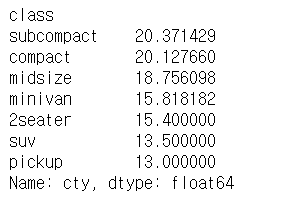 class
subcompact    20.371429
compact       20.127660
midsize       18.756098
minivan       15.818182
2seater       15.400000
suv           13.500000
pickup        13.000000
Name: cty, dtype: float64